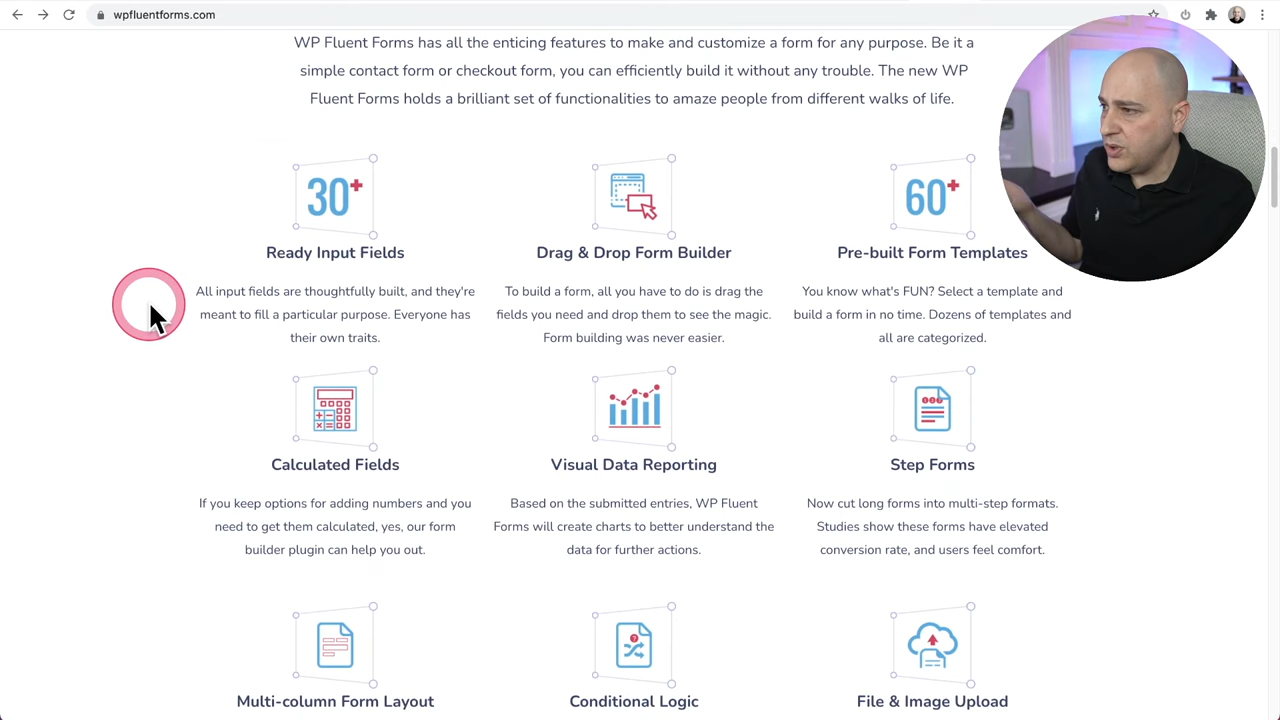 wpfluentforms.com
WP Fluent Forms has all the enticing features to make and customize a form for any purpose. Be it a
simple contact form or checkout form, you can efficiently build it without any trouble. The new WP
Fluent Forms holds a brilliant set of functionalities to amaze people from different walks of life.
30+
60+
Ready Input Fields
Drag & Drop Form Builder
Pre-built Form Templates
All input fields are thoughtfully built, and they're
meant to fill a particular purpose. Everyone has
their own traits.
To build a form, all you have to do is drag the
fields you need and drop them to see the magic.
Form building was never easier.
You know what's FUN? Select a template and
build a form in no time. Dozens of templates and
all are categorized.
Calculated Fields
Visual Data Reporting
Step Forms
If you keep options for adding numbers and you
need to get them calculated, yes, our form
builder plugin can help you out.
Based on the submitted entries, WP Fluent
Forms will create charts to better understand the
data for further actions.
Now cut long forms into multi-step formats.
Studies show these forms have elevated
conversion rate, and users feel comfort.
Multi-column Form Layout
Conditional Logic
File & Image Upload